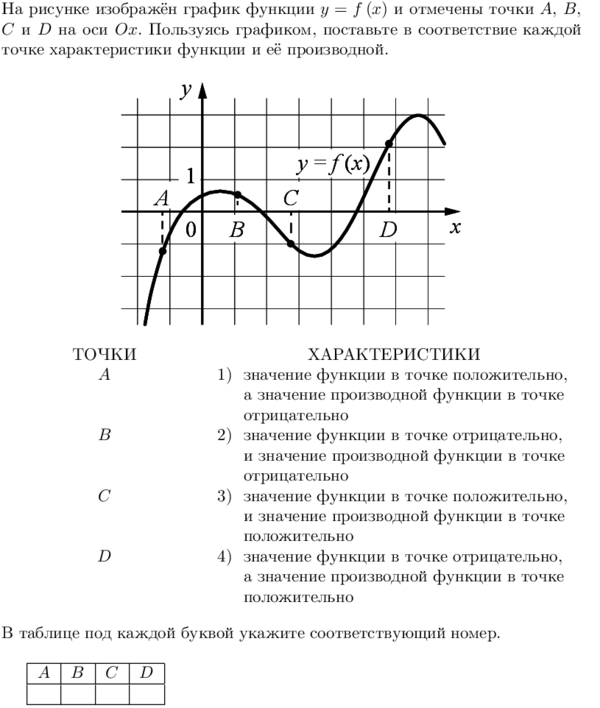 На рисунке изображён график функции y = f (x) и отмечены точки A, B,
C и D на оси Ox. Пользуясь графиком, поставьте в соответствие каждой
точке характеристики функции и её производной.
y
y = f(x)
1
A
C
0
B
D
x
ТОЧКИ ХАРАКТЕРИСТИКИ
A 1) значение функции в точке положительно,
а значение производной функции в точке
отрицательно
B 2) значение функции в точке отрицательно,
и значение производной функции в точке
отрицательно
C 3) значение функции в точке положительно,
и значение производной функции в точке
положительно
D 4) значение функции в точке отрицательно,
а значение производной функции в точке
положительно
В таблице под каждой буквой укажите соответствующий номер.
A B C D